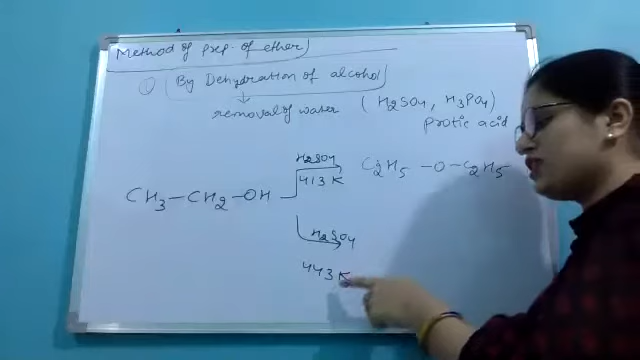 Method of prep. of ether
① By Dehydration of alcohol
removal of water (H2SO4, H3PO4)
protic acid
H2SO4
413 K
C2H5 - O - C2H5
CH3 - CH2 - OH
H2SO4
443 K